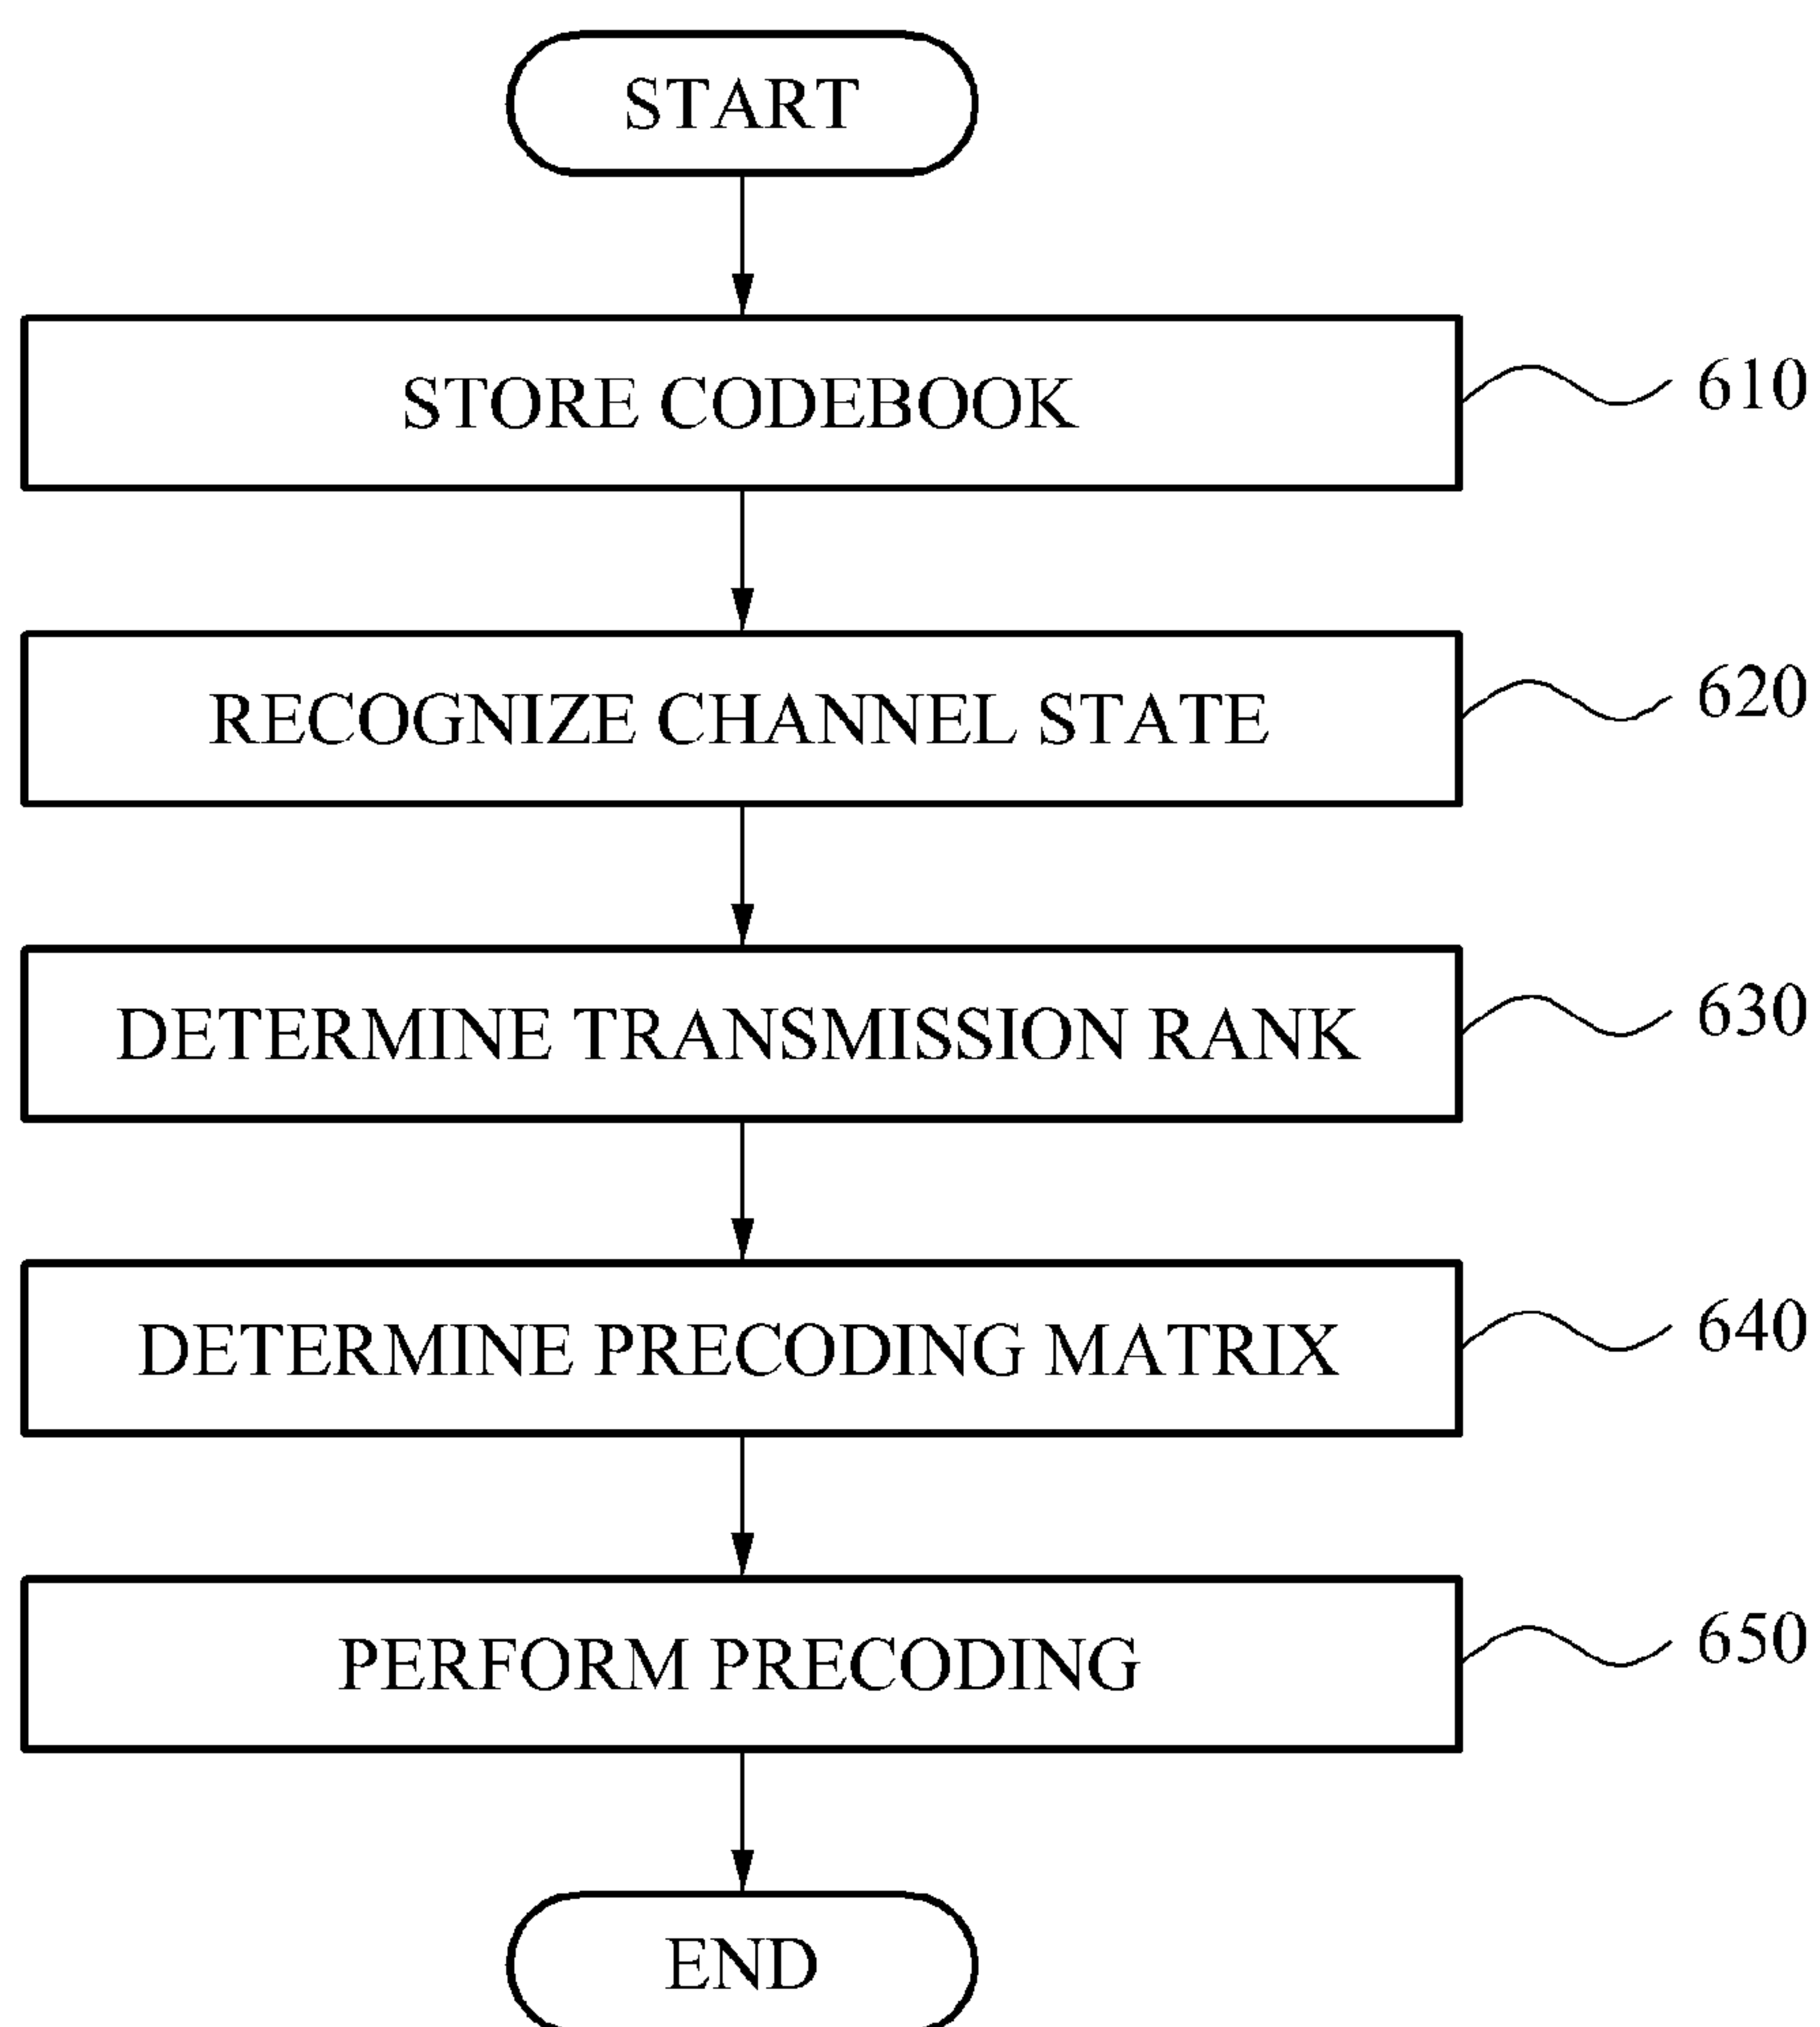 START
STORE CODEBOOK 610
RECOGNIZE CHANNEL STATE 620
DETERMINE TRANSMISSION RANK 630
DETERMINE PRECODING MATRIX 640
PERFORM PRECODING 650
END